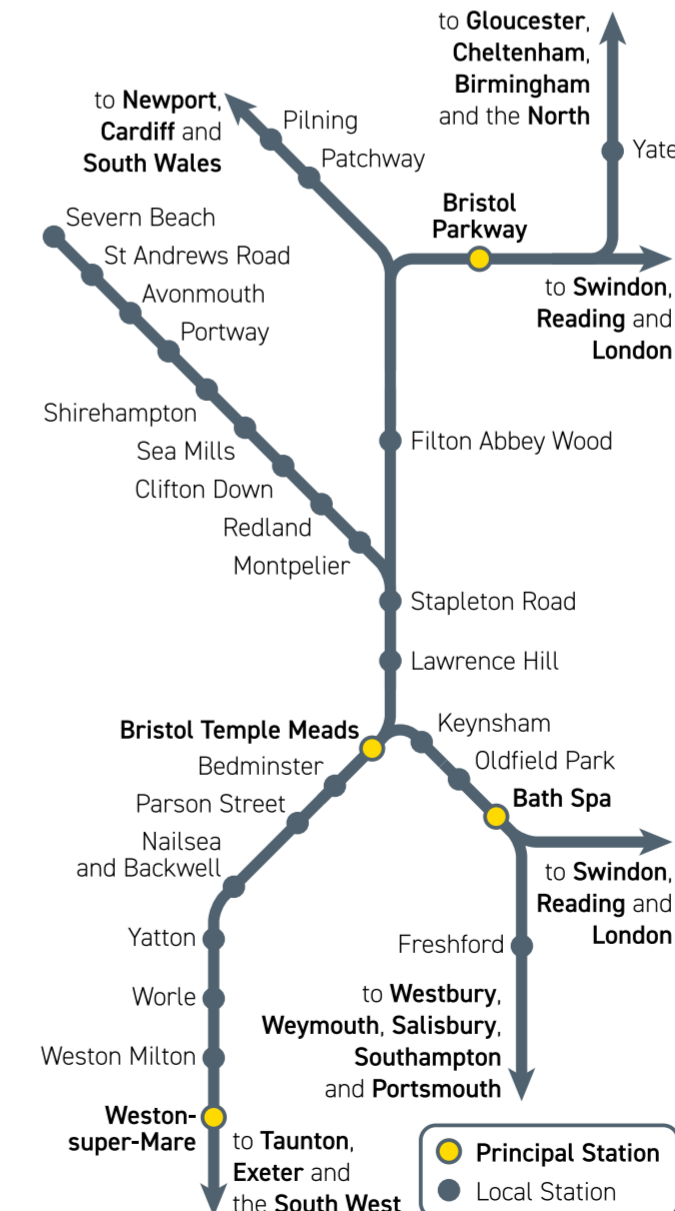 to Gloucester,
Cheltenham,
Birmingham
and the North
to Newport,
Cardiff and
South Wales
Pilning
Patchway
Yate
Bristol
Parkway
to Swindon,
Reading and
London
Severn Beach
St Andrews Road
Avonmouth
Portway
Shirehampton
Sea Mills
Clifton Down
Redland
Montpelier
Filton Abbey Wood
Stapleton Road
Lawrence Hill
Bristol Temple Meads
Bedminster
Parson Street
Nailsea
and Backwell
Yatton
Worle
Weston Milton
Weston-
super-Mare
to Taunton,
Exeter and
the South West
Keynsham
Oldfield Park
Bath Spa
to Swindon,
Reading and
London
Freshford
to Westbury,
Weymouth, Salisbury,
Southampton
and Portsmouth
Principal Station
Local Station